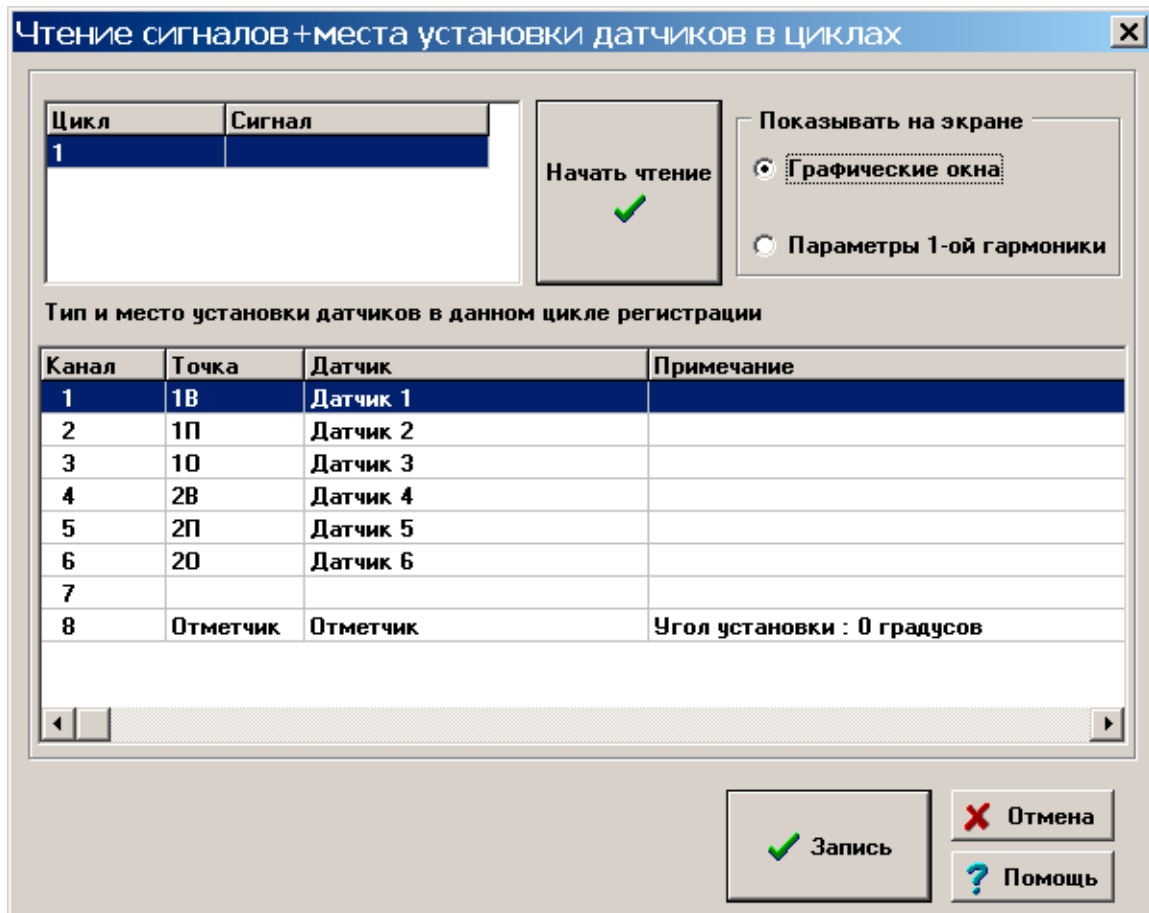 Чтение сигналов+места установки датчиков в циклах
Цикл Сигнал
1
Начать чтение
Показывать на экране
Графические окна
Параметры 1-ой гармоники
Тип и место установки датчиков в данном цикле регистрации
Канал Точка Датчик Примечание
1 1В Датчик 1
2 1П Датчик 2
3 1О Датчик 3
4 2В Датчик 4
5 2П Датчик 5
6 2О Датчик 6
7
8 Отметчик Отметчик Угол установки : 0 градусов
Запись
Отмена
Помощь